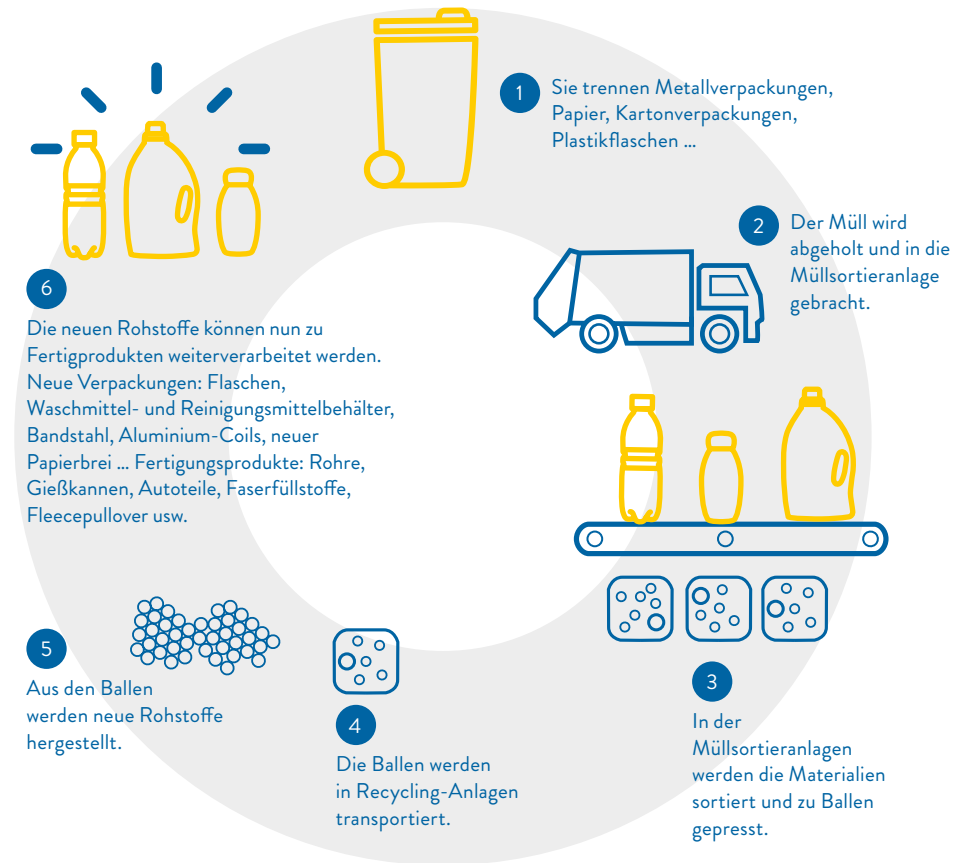 1
Sie trennen Metallverpackungen,
Papier, Kartonverpackungen,
Plastikflaschen ...
2
Der Müll wird
abgeholt und in die
Müllsortieranlage
gebracht.
3
In der
Müllsortieranlagen
werden die Materialien
sortiert und zu Ballen
gepresst.
4
Die Ballen werden
in Recycling-Anlagen
transportiert.
5
Aus den Ballen
werden neue Rohstoffe
hergestellt.
6
Die neuen Rohstoffe können nun zu
Fertigprodukten weiterverarbeitet werden.
Neue Verpackungen: Flaschen,
Waschmittel- und Reinigungsmittelbehälter,
Bandstahl, Aluminium-Coils, neuer
Papierbrei ... Fertigungsprodukte: Rohre,
Gießkannen, Autoteile, Faserfüllstoffe,
Fleecepullover usw.